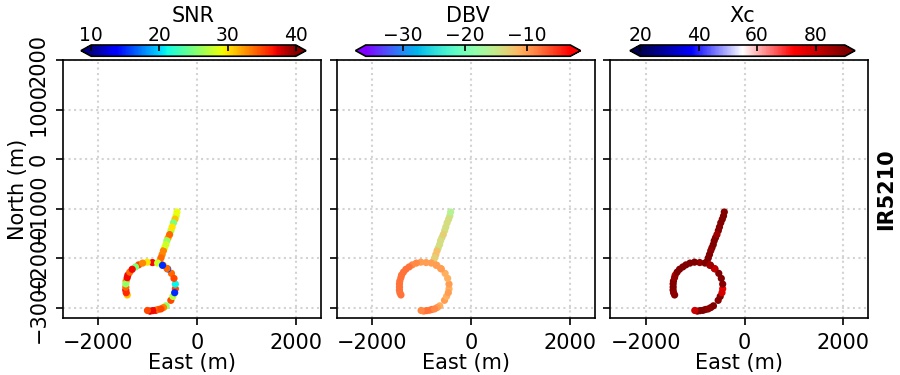 SNR DBV Xc
10 20 30 40 −30 −20 −10 20 40 60 80
2000
1000
0
−1000
−2000
−3000
North (m)
−2000 0 2000 −2000 0 2000 −2000 0 2000
East (m) East (m) East (m)
IR5210